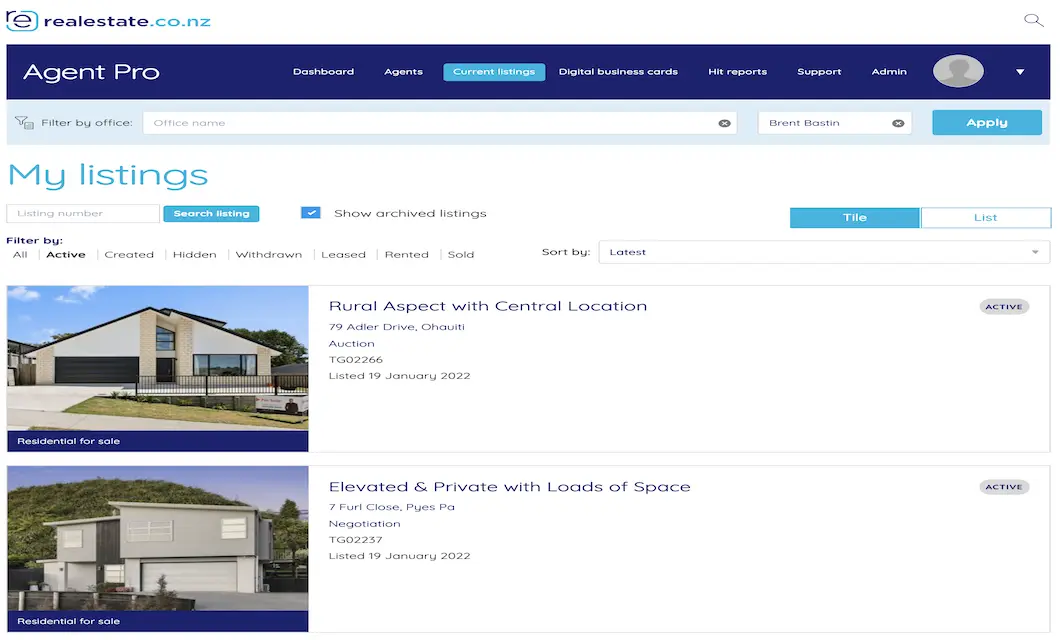 realestate.co.nz
Agent Pro
Dashboard
Agents
Current listings
Digital business cards
Hit reports
Support
Admin
Filter by office:
Office name
Brent Bastin
Apply
My listings
Listing number
Search listing
Show archived listings
Tile
List
Filter by:
All | Active | Created | Hidden | Withdrawn | Leased | Rented | Sold
Sort by:
Latest
Rural Aspect with Central Location
ACTIVE
79 Adler Drive, Ohauiti
Auction
TG02266
Listed 19 January 2022
Residential for sale
Elevated & Private with Loads of Space
ACTIVE
7 Furl Close, Pyes Pa
Negotiation
TG02237
Listed 19 January 2022
Residential for sale